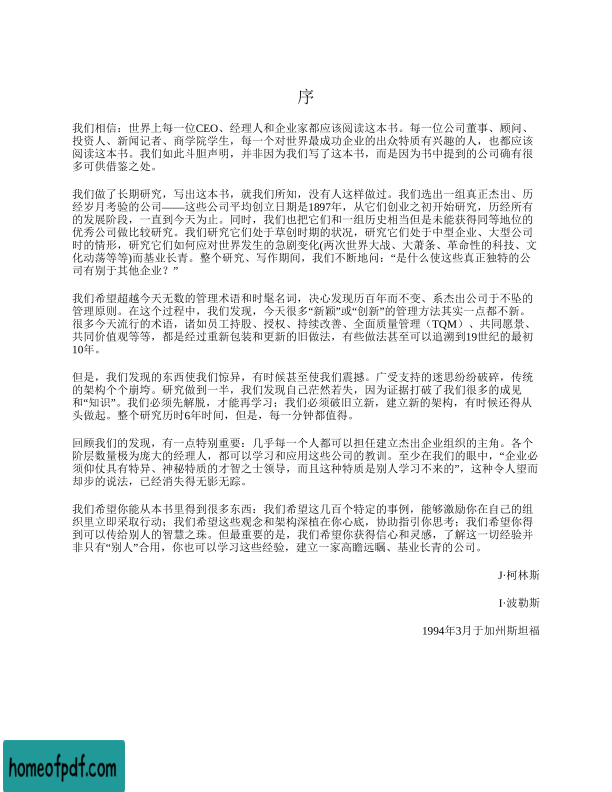 序
我们相信：世界上每一位CEO、经理人和企业家都应该阅读这本书。每一位公司董事、顾问、
投资人、新闻记者、商学院学生，每一个对世界最成功企业的出众特质有兴趣的人，也都应该
阅读这本书。我们如此斗胆声明，并非因为我们写了这本书，而是因为书中提到的公司确有很
多可供借鉴之处。
我们做了长期研究，写出这本书，就我们所知，没有人这样做过。我们选出一组真正杰出、历
经岁月考验的公司——这些公司平均创立日期是1897年，从它们创业之初开始研究，历经所有
的发展阶段，一直到今天为止。同时，我们也把它们和一组历史相当但是未能获得同等地位的
优秀公司做比较研究。我们研究它们处于草创时期的状况，研究它们处于中型企业、大型公司
时的情形，研究它们如何应对世界发生的急剧变化(两次世界大战、大萧条、革命性的科技、文
化动荡等等)而基业长青。整个研究、写作期间，我们不断地问：“是什么使这些真正独特的公
司有别于其他企业？”
我们希望超越今天无数的管理术语和时髦名词，决心发现历百年而不变、系杰出公司于不坠的
管理原则。在这个过程中，我们发现，今天很多“新颖”或“创新”的管理方法其实一点都不新。
很多今天流行的术语，诸如员工持股、授权、持续改善、全面质量管理（TQM）、共同愿景、
共同价值观等等，都是经过重新包装和更新的旧做法，有些做法甚至可以追溯到19世纪的最初
10年。
但是，我们发现的东西使我们惊异，有时候甚至使我们震撼。广受支持的迷思纷纷破碎，传统
的架构个个崩垮。研究做到一半，我们发现自己茫然若失，因为证据打破了我们很多的成见
和“知识”。我们必须先解脱，才能再学习；我们必须破旧立新，建立新的架构，有时候还得从
头做起。整个研究历时6年时间，但是，每一分钟都值得。
回顾我们的发现，有一点特别重要：几乎每一个人都可以担任建立杰出企业组织的主角。各个
阶层数量极为庞大的经理人，都可以学习和应用这些公司的教训。至少在我们的眼中，“企业必
须仰仗具有特异、神秘特质的才智之士领导，而且这种特质是别人学习不来的”，这种令人望而
却步的说法，已经消失得无影无踪。
我们希望你能从本书里得到很多东西：我们希望这几百个特定的事例，能够激励你在自己的组
织里立即采取行动；我们希望这些观念和架构深植在你心底，协助指引你思考；我们希望你得
到可以传给别人的智慧之珠。但最重要的是，我们希望你获得信心和灵感，了解这一切经验并
非只有“别人”合用，你也可以学习这些经验，建立一家高瞻远瞩、基业长青的公司。
J·柯林斯
I·波勒斯
1994年3月于加州斯坦福
homeofpdf.com